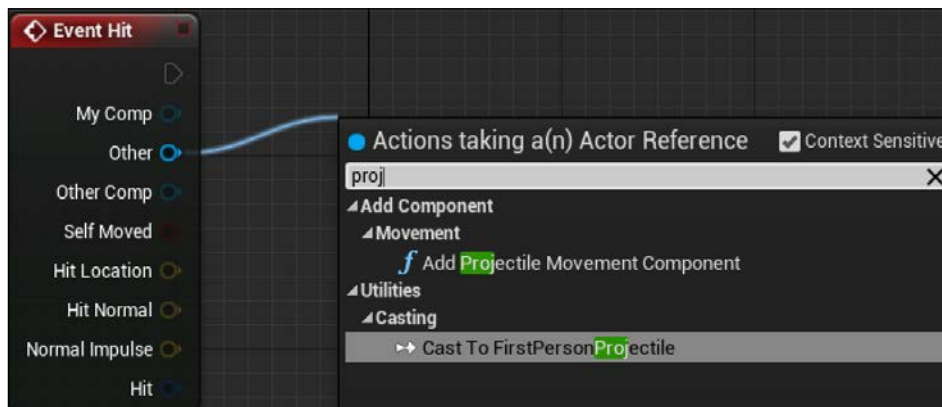 Event Hit
My Comp
Other
Other Comp
Self Moved
Hit Location
Hit Normal
Normal Impulse
Hit
Actions taking a(n) Actor Reference
Context Sensitive
proj
Add Component
Movement
f Add Projectile Movement Component
Utilities
Casting
Cast To FirstPersonProjectile